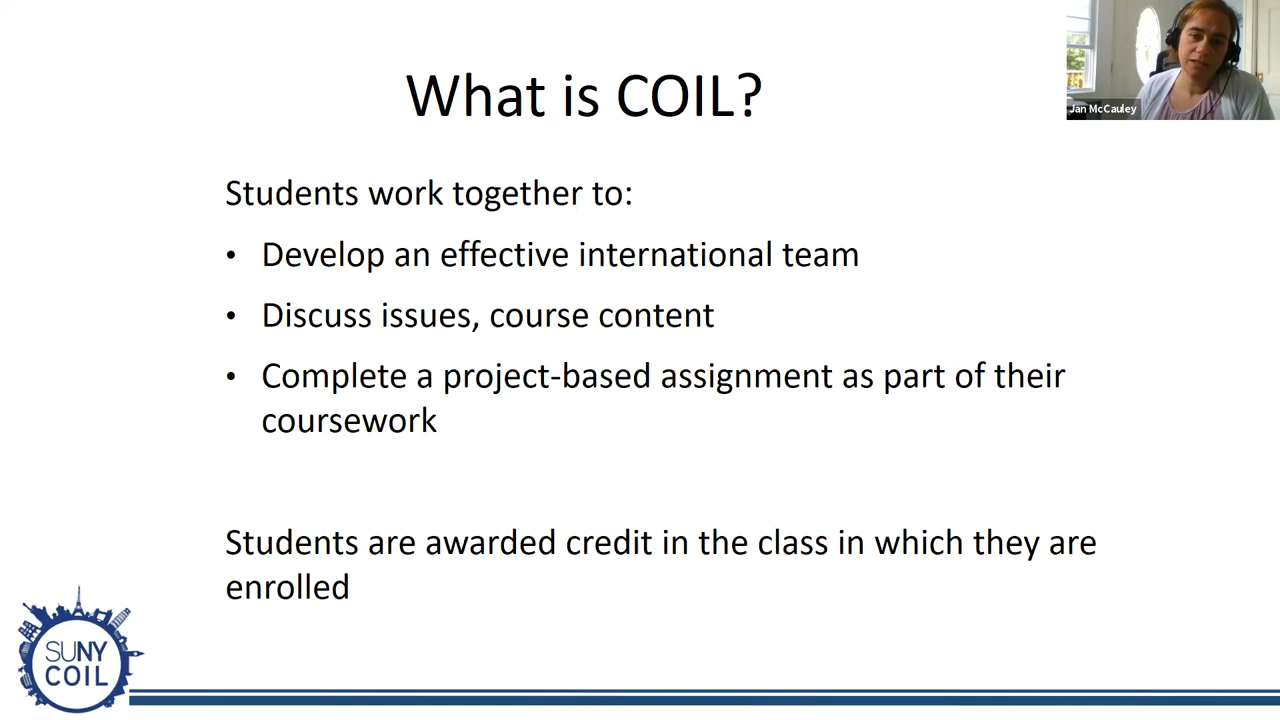 What is COIL?
Jan McCauley
Students work together to:
• Develop an effective international team
• Discuss issues, course content
• Complete a project-based assignment as part of their
coursework
Students are awarded credit in the class in which they are
enrolled
SUNY
COIL